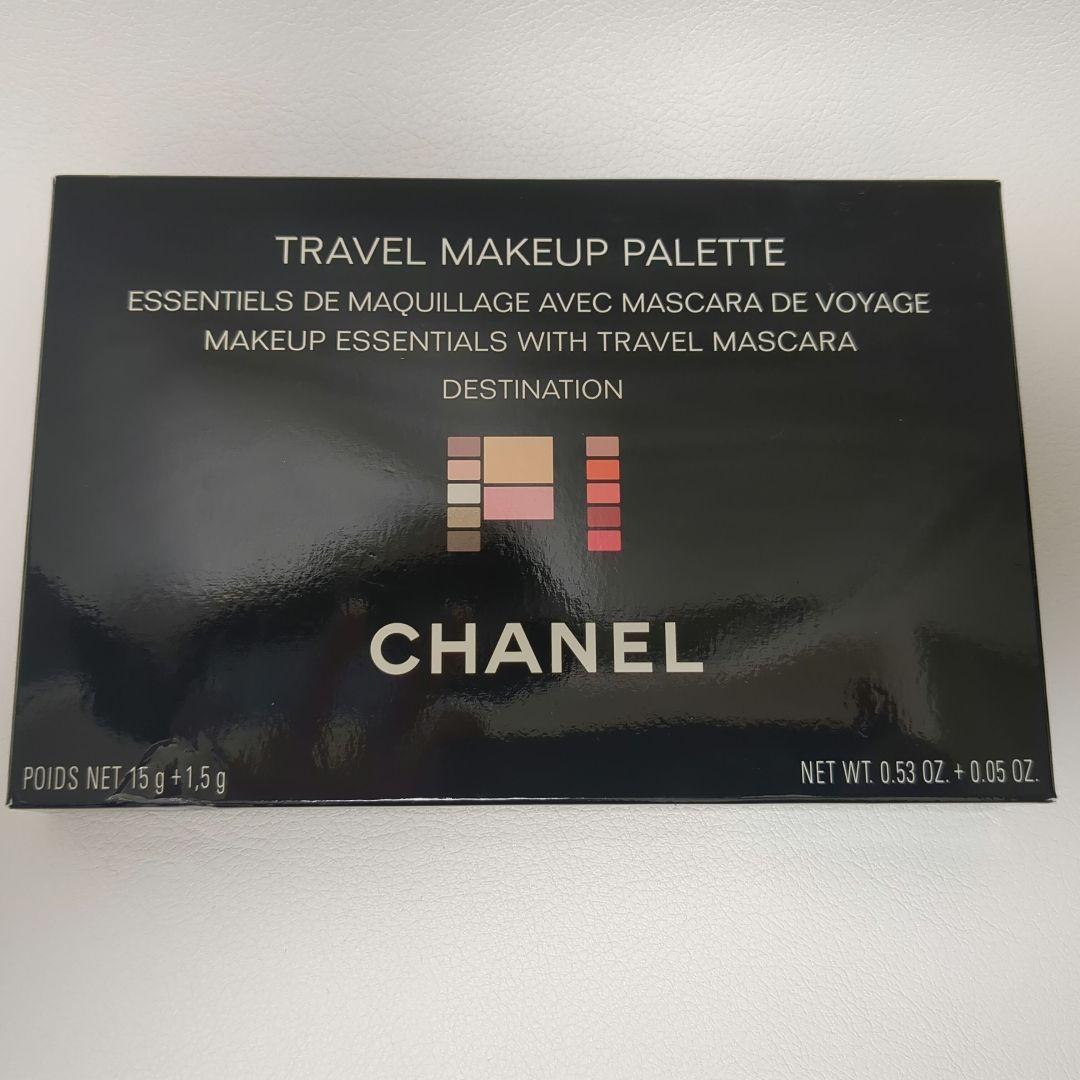 TRAVEL MAKEUP PALETTE
ESSENTIELS DE MAQUILLAGE AVEC MASCARA DE VOYAGE
MAKEUP ESSENTIALS WITH TRAVEL MASCARA
DESTINATION
CHANEL
POIDS NET 15 g + 1,5 g
NET WT. 0.53 OZ. + 0.05 OZ.